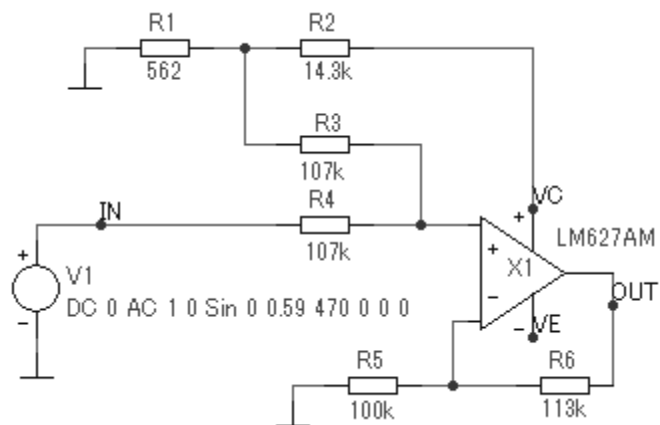 R1
562
R2
14.3k
R3
107k
R4
107k
IN
V1
DC 0 AC 1 0 Sin 0 0.59 470 0 0 0
VC
LM627AM
X1
OUT
VE
R5
100k
R6
113k